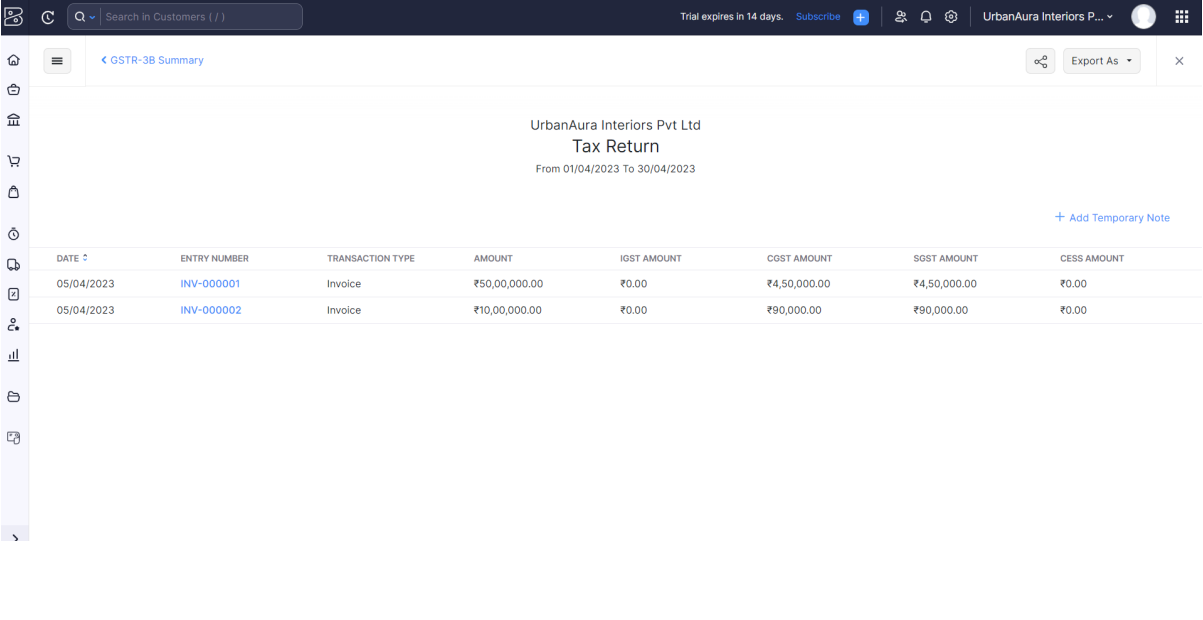 Search in Customers ( / )
Trial expires in 14 days. Subscribe
UrbanAura Interiors P...
GSTR-3B Summary
Export As
UrbanAura Interiors Pvt Ltd
Tax Return
From 01/04/2023 To 30/04/2023
Add Temporary Note
DATE ENTRY NUMBER TRANSACTION TYPE AMOUNT IGST AMOUNT CGST AMOUNT SGST AMOUNT CESS AMOUNT
05/04/2023 INV-000001 Invoice ₹50,00,000.00 ₹0.00 ₹4,50,000.00 ₹4,50,000.00 ₹0.00
05/04/2023 INV-000002 Invoice ₹10,00,000.00 ₹0.00 ₹90,000.00 ₹90,000.00 ₹0.00